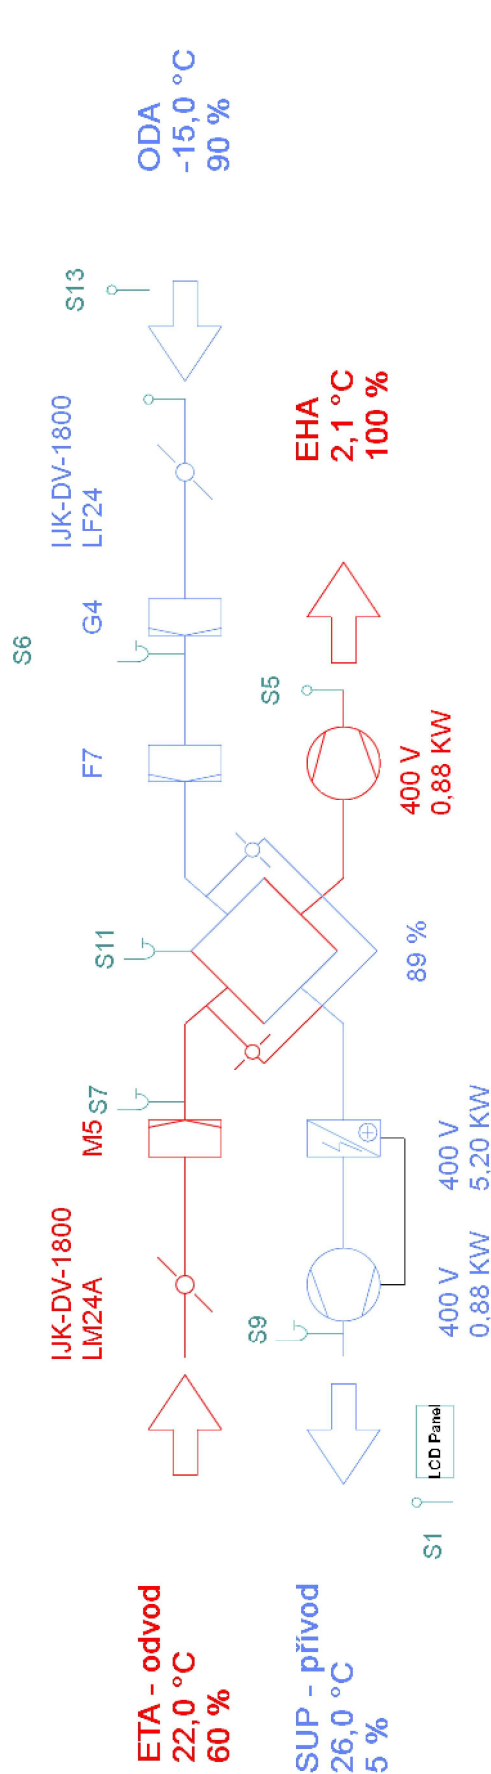 ETA - odvod
22,0 °C
60 %
IJK-DV-1800
LM24A
M5
S7
S11
F7
G4
S6
IJK-DV-1800
LF24
S13
ODA
-15,0 °C
90 %
SUP - přívod
26,0 °C
5 %
S1
LCD Panel
S9
400 V
0,88 KW
400 V
5,20 KW
89 %
400 V
0,88 KW
S5
EHA
2,1 °C
100 %